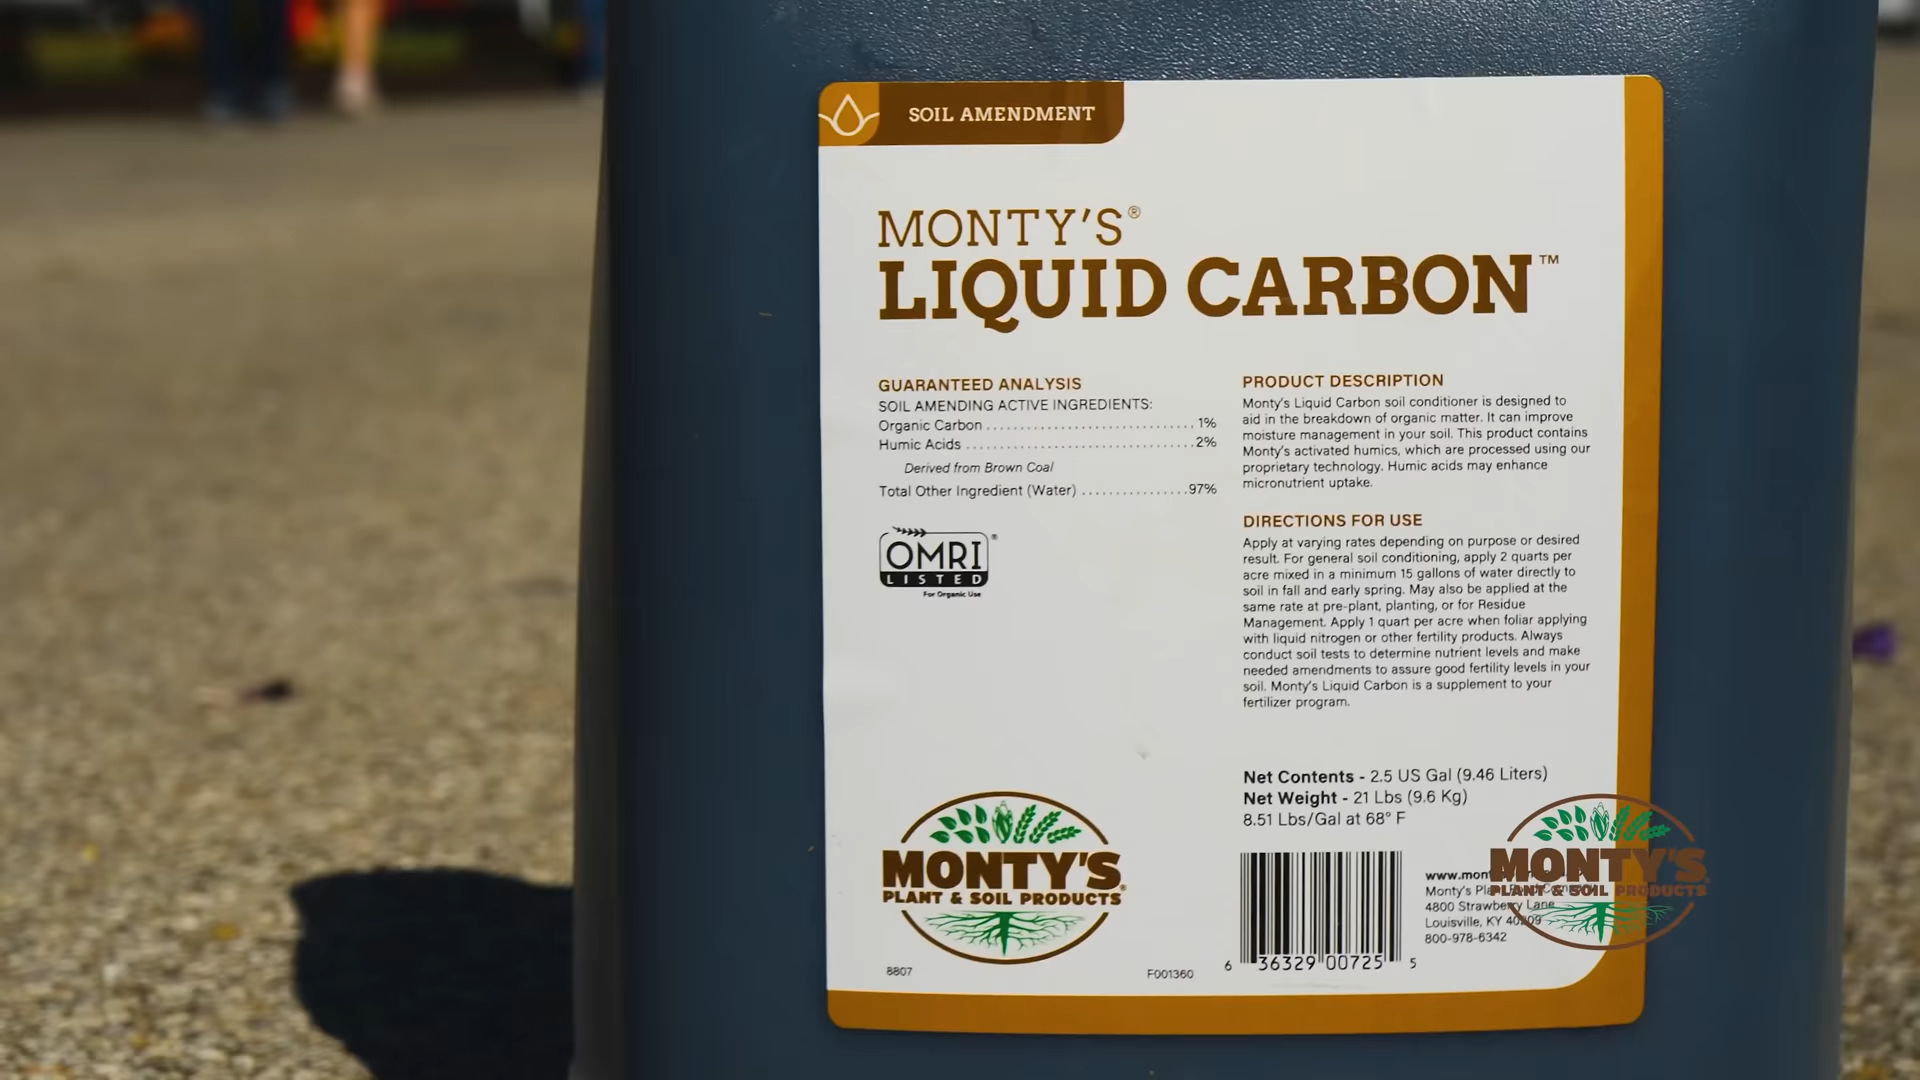 SOIL AMENDMENT
MONTY'S®
LIQUID CARBON™
GUARANTEED ANALYSIS
SOIL AMENDING ACTIVE INGREDIENTS:
Organic Carbon ................................ 1%
Humic Acids ................................ 2%
Derived from Brown Coal
Total Other Ingredient (Water) ................ 97%
OMRI®
LISTED
For Organic Use
PRODUCT DESCRIPTION
Monty's Liquid Carbon soil conditioner is designed to
aid in the breakdown of organic matter. It can improve
moisture management in your soil. This product contains
Monty's activated humics, which are processed using our
proprietary technology. Humic acids may enhance
micronutrient uptake.
DIRECTIONS FOR USE
Apply at varying rates depending on purpose or desired
result. For general soil conditioning, apply 2 quarts per
acre mixed in a minimum 15 gallons of water directly to
soil in fall and early spring. May also be applied at the
same rate at pre-plant, planting, or for Residue
Management. Apply 1 quart per acre when foliar applying
with liquid nitrogen or other fertility products. Always
conduct soil tests to determine nutrient levels and make
needed amendments to assure good fertility levels in your
soil. Monty's Liquid Carbon is a supplement to your
fertilizer program.
Net Contents - 2.5 US Gal (9.46 Liters)
Net Weight - 21 Lbs (9.6 Kg)
8.51 Lbs/Gal at 68° F
MONTY'S®
PLANT & SOIL PRODUCTS
8807
F001360
6 36329 00725 5
Monty's
4800 Strawberry Lane
Louisville, KY 40209
800-978-6342
MONTY'S®
PLANT & SOIL PRODUCTS